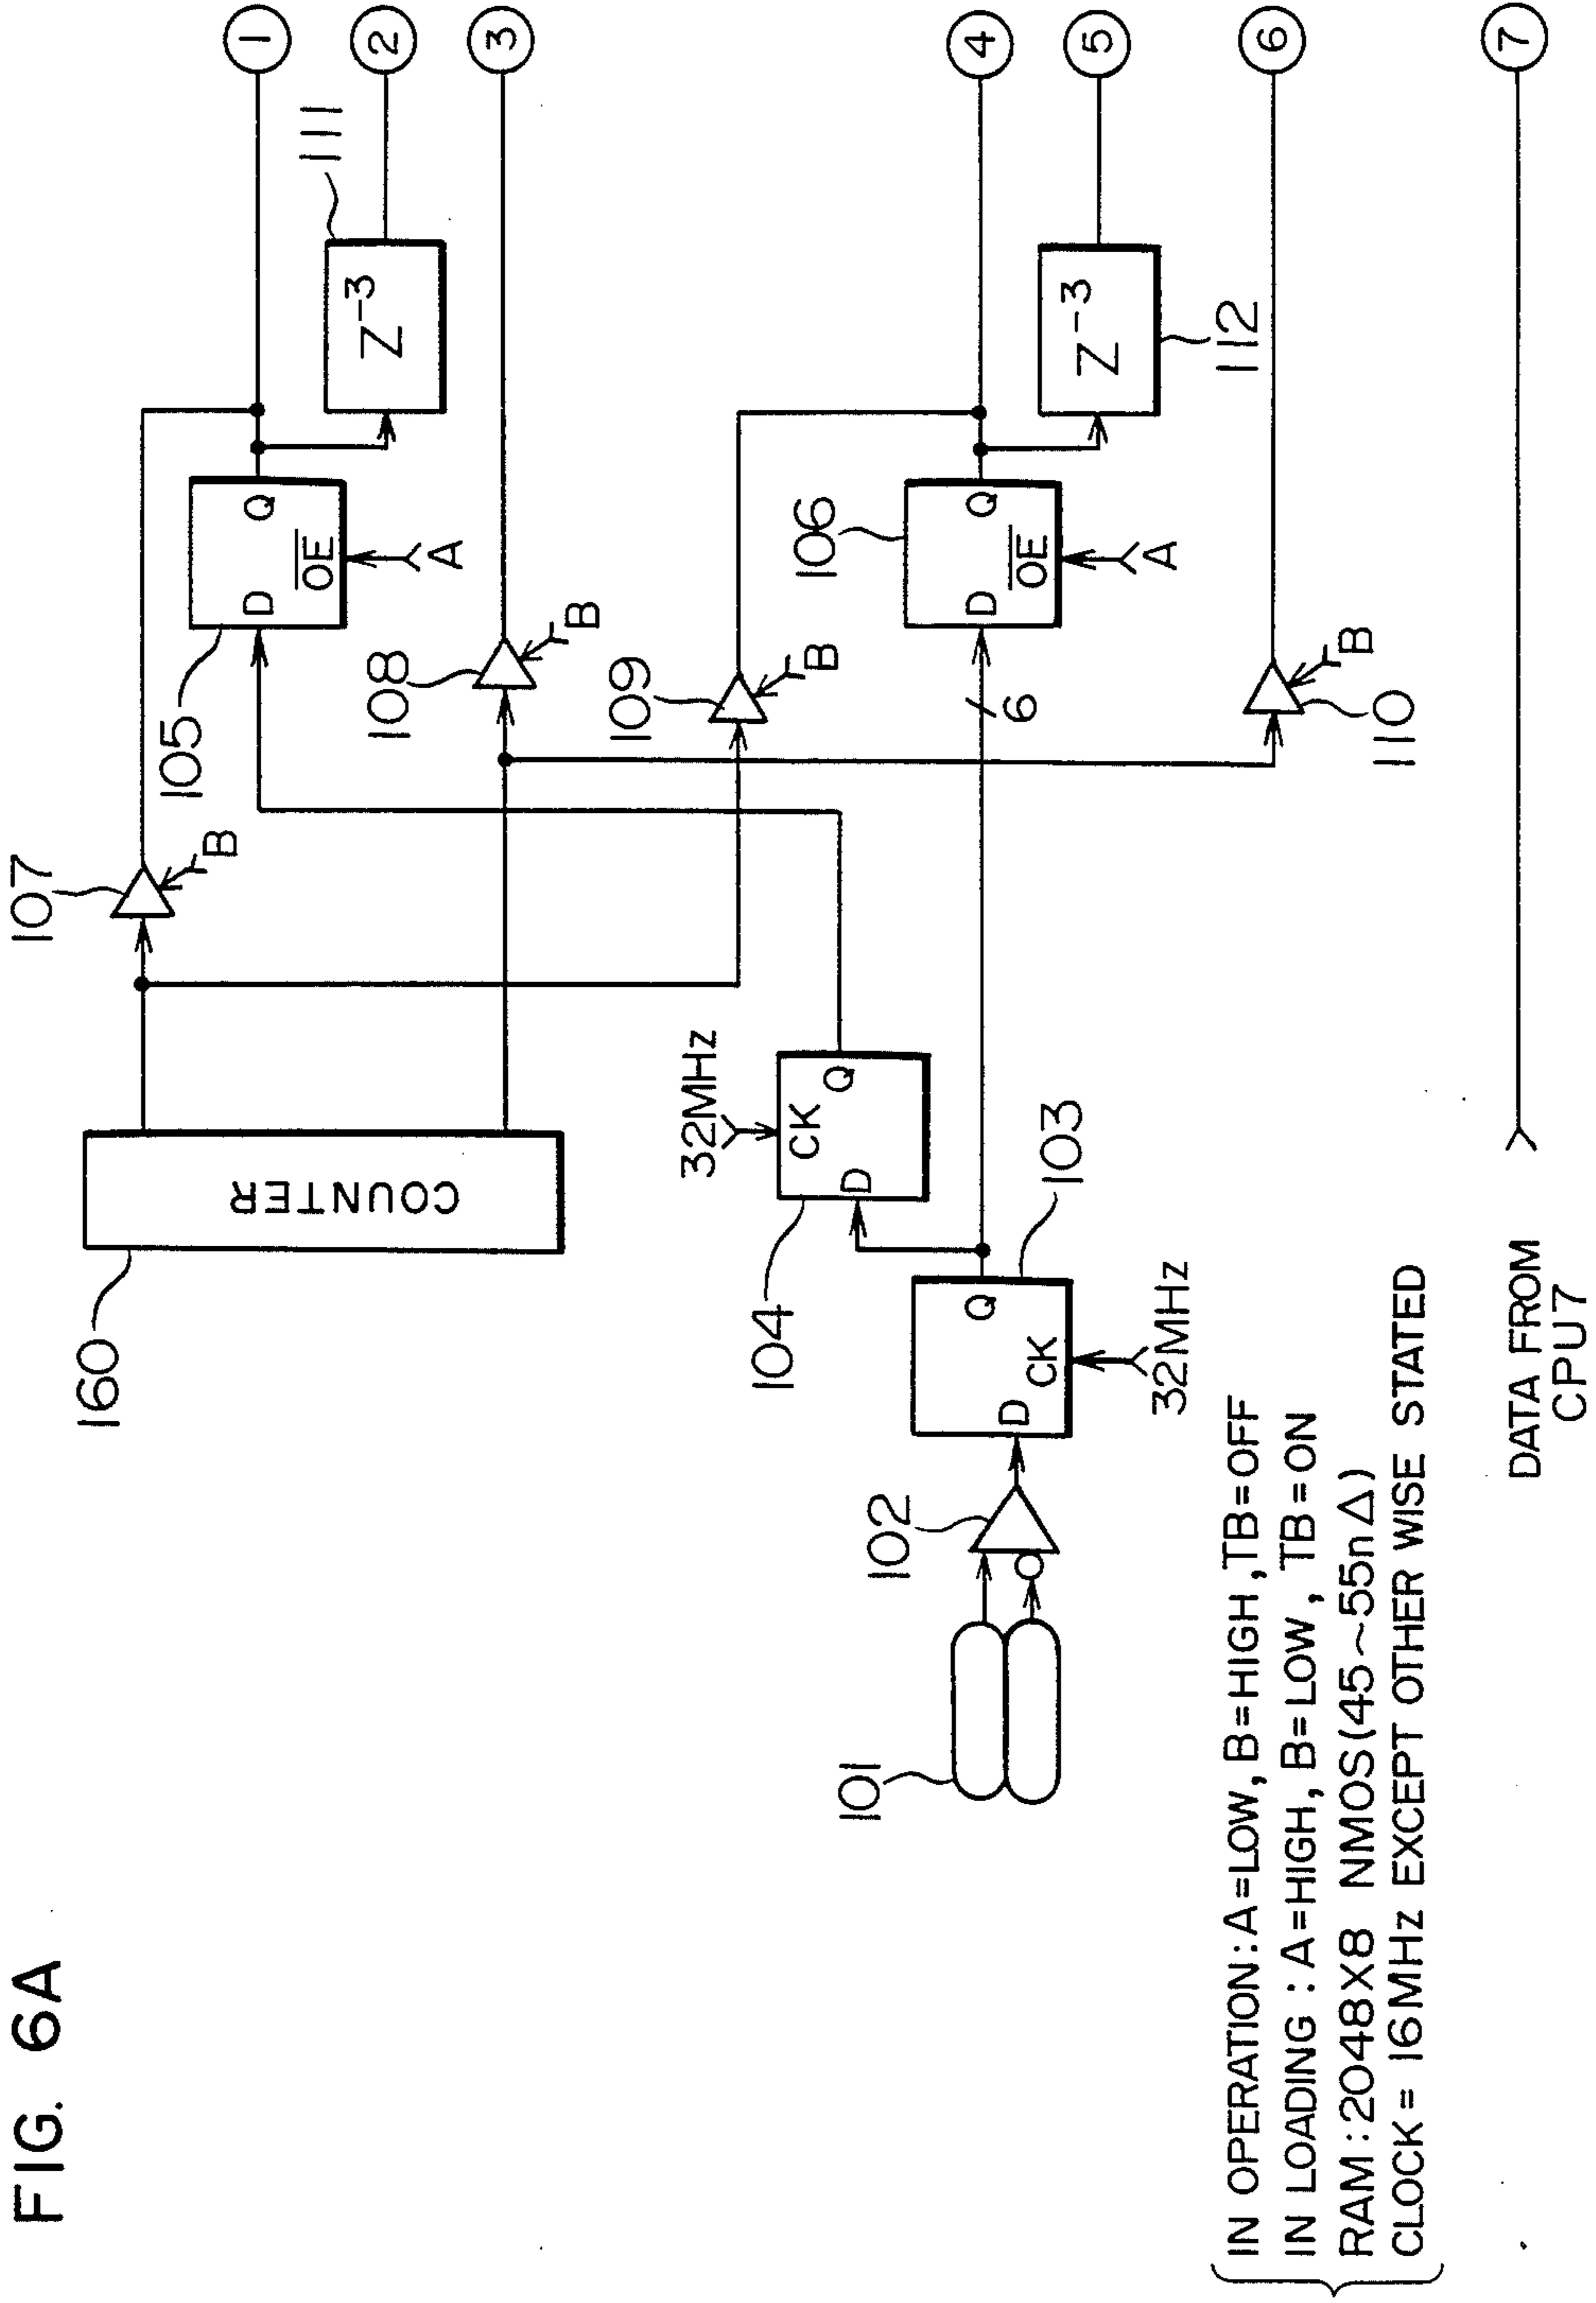 FIG. 6A
160
COUNTER
107
B
105
D
Q
OE
A
111
Z-3
1
2
3
108
B
109
B
32MHz
104
CK
D
Q
101
102
103
D
Q
CK
32MHz
6
106
D
Q
OE
A
Z-3
112
4
5
110
B
6
IN OPERATION:A=LOW,B=HIGH,TB=OFF
IN LOADING :A=HIGH,B=LOW, TB=ON
RAM:2048X8 NMOS(45~55nΔ)
CLOCK=16MHz EXCEPT OTHER WISE STATED
DATA FROM
CPU7
7